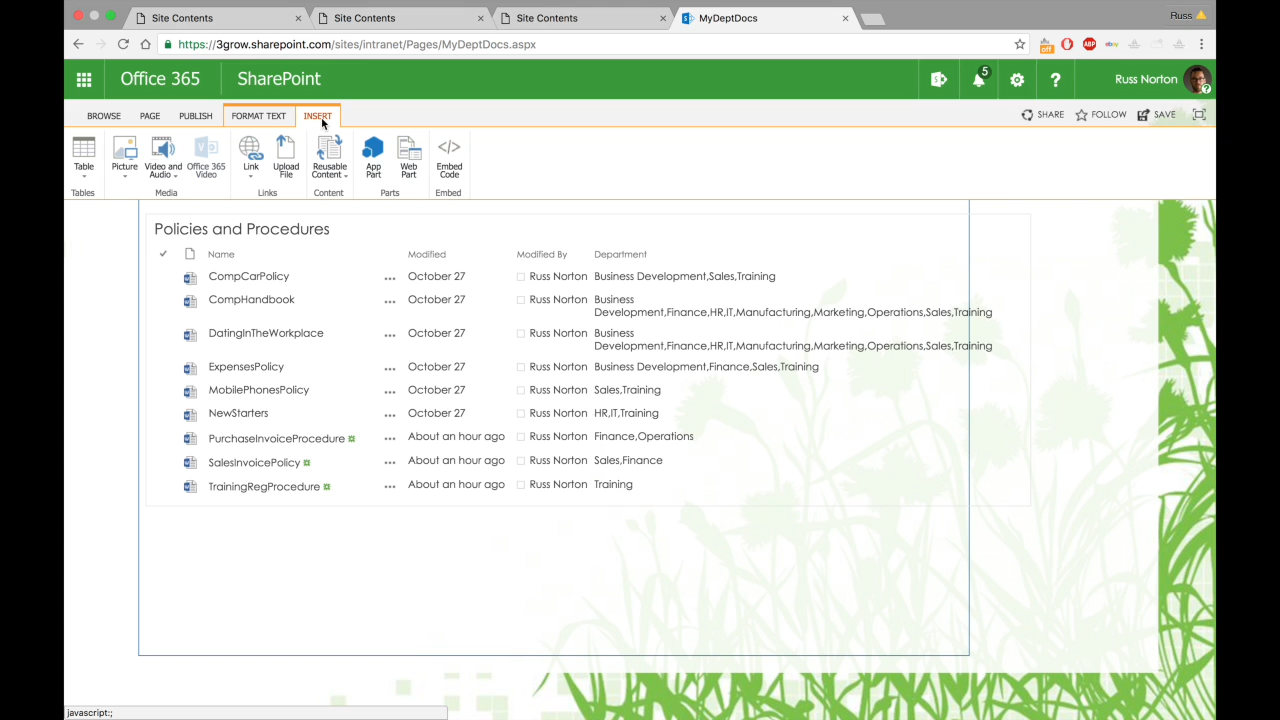 Site Contents
Site Contents
Site Contents
MyDeptDocs
Russ
https://3grow.sharepoint.com/sites/intranet/Pages/MyDeptDocs.aspx
off
ABP
ebay
Office 365
SharePoint
5
?
Russ Norton
BROWSE
PAGE
PUBLISH
FORMAT TEXT
INSERT
SHARE
FOLLOW
SAVE
Table
Picture
Video and Audio
Office 365 Video
Link
Upload File
Reusable Content
App Part
Web Part
Embed Code
Tables
Media
Links
Content
Parts
Embed
Policies and Procedures
Name Modified Modified By Department
CompCarPolicy ... October 27 Russ Norton Business Development,Sales,Training
CompHandbook ... October 27 Russ Norton Business
Development,Finance,HR,IT,Manufacturing,Marketing,Operations,Sales,Training
DatingInTheWorkplace ... October 27 Russ Norton Business
Development,Finance,HR,IT,Manufacturing,Marketing,Operations,Sales,Training
ExpensesPolicy ... October 27 Russ Norton Business Development,Finance,Sales,Training
MobilePhonesPolicy ... October 27 Russ Norton Sales,Training
NewStarters ... October 27 Russ Norton HR,IT,Training
PurchaseInvoiceProcedure ... About an hour ago Russ Norton Finance,Operations
SalesInvoicePolicy ... About an hour ago Russ Norton Sales,Finance
TrainingRegProcedure ... About an hour ago Russ Norton Training
javascript:;